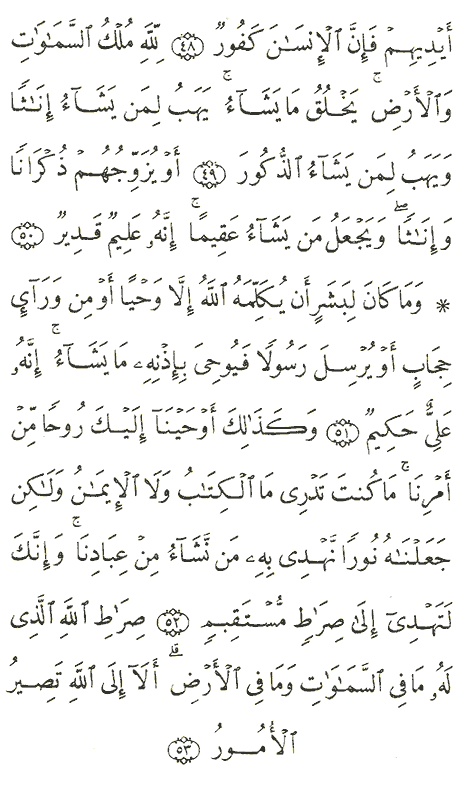 أَيۡدِيهِمۡ فَإِنَّ ٱلۡإِنسَٰنَ كَفُورٞ ٤٨ لِّلَّهِ مُلۡكُ ٱلسَّمَٰوَٰتِ
وَٱلۡأَرۡضِۚ يَخۡلُقُ مَا يَشَآءُۚ يَهَبُ لِمَن يَشَآءُ إِنَٰثٗا
وَيَهَبُ لِمَن يَشَآءُ ٱلذُّكُورَ ٤٩ أَوۡ يُزَوِّجُهُمۡ ذُكۡرَانٗا
وَإِنَٰثٗاۖ وَيَجۡعَلُ مَن يَشَآءُ عَقِيمًاۚ إِنَّهُۥ عَلِيمٞ قَدِيرٞ ٥٠
* وَمَا كَانَ لِبَشَرٍ أَن يُكَلِّمَهُ ٱللَّهُ إِلَّا وَحۡيًا أَوۡ مِن وَرَآيِٕ
حِجَابٍ أَوۡ يُرۡسِلَ رَسُولٗا فَيُوحِيَ بِإِذۡنِهِۦ مَا يَشَآءُۚ إِنَّهُۥ
عَلِيٌّ حَكِيمٞ ٥١ وَكَذَٰلِكَ أَوۡحَيۡنَآ إِلَيۡكَ رُوحٗا مِّنۡ
أَمۡرِنَاۚ مَا كُنتَ تَدۡرِي مَا ٱلۡكِتَٰبُ وَلَا ٱلۡإِيمَٰنُ وَلَٰكِن
جَعَلۡنَٰهُ نُورٗا نَّهۡدِي بِهِۦ مَن نَّشَآءُ مِنۡ عِبَادِنَاۚ وَإِنَّكَ
لَتَهۡدِيٓ إِلَىٰ صِرَٰطٖ مُّسۡتَقِيمٖ ٥٢ صِرَٰطِ ٱللَّهِ ٱلَّذِي
لَهُۥ مَا فِي ٱلسَّمَٰوَٰتِ وَمَا فِي ٱلۡأَرۡضِۗ أَلَآ إِلَى ٱللَّهِ تَصِيرُ
ٱلۡأُمُورُ ٥٣